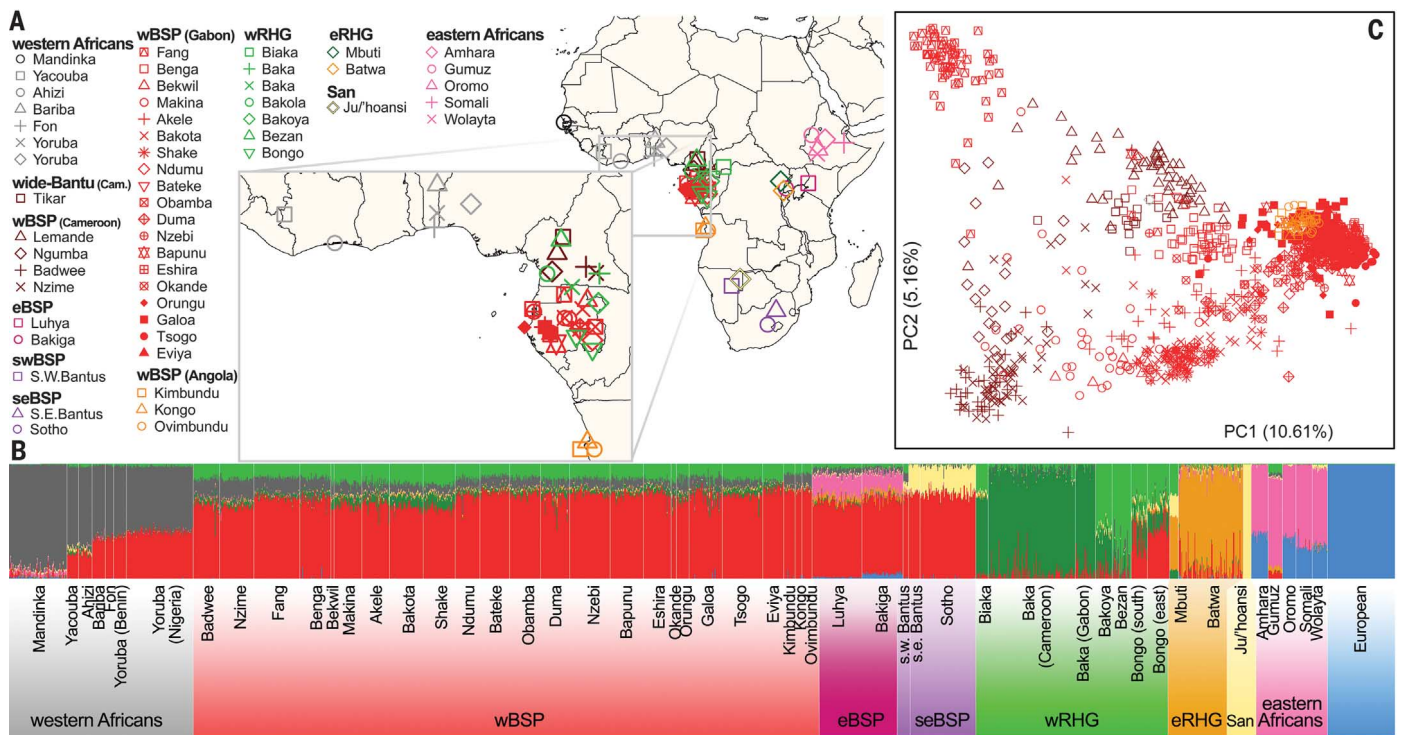 A
western Africans
Mandinka
Yacouba
Ahizi
Bariba
Fon
Yoruba
Yoruba
wide-Bantu (Cam.)
Tikar
wBSP (Cameroon)
Lemande
Ngumba
Badwee
Nzime
eBSP
Luhya
Bakiga
swBSP
S.W.Bantus
seBSP
S.E.Bantus
Sotho
wBSP (Gabon)
Fang
Benga
Bekwil
Makina
Akele
Bakota
Shake
Ndumu
Bateke
Obamba
Duma
Nzebi
Bapunu
Eshira
Okande
Orungu
Galoa
Tsogo
Eviya
wBSP (Angola)
Kimbundu
Kongo
Ovimbundu
wRHG
Biaka
Baka
Baka
Bakola
Bakoya
Bezan
Bongo
eRHG
Mbuti
Batwa
San
Ju/'hoansi
eastern Africans
Amhara
Gumuz
Oromo
Somali
Wolayta
C
PC2 (5.16%)
PC1 (10.61%)
B
Mandinka
Yacouba
Ahizi
Bariba
Fon
Yoruba (Benin)
Yoruba
(Nigeria)
Badwee
Nzime
Fang
Benga
Bekwil
Makina
Akele
Bakota
Shake
Ndumu
Bateke
Obamba
Duma
Nzebi
Bapunu
Eshira
Okande
Orungu
Galoa
Tsogo
Eviya
Kimbundu
Kongo
Ovimbundu
Luhya
Bakiga
s.w. Bantus
s.e. Bantus
Sotho
Biaka
Baka
(Cameroon)
Baka (Gabon)
Bakoya
Bezan
Bongo (south)
Bongo (east)
Mbuti
Batwa
Ju/'hoansi
Amhara
Gumuz
Oromo
Somali
Wolayta
European
western Africans
wBSP
eBSP
seBSP
wRHG
eRHG
San
eastern
Africans